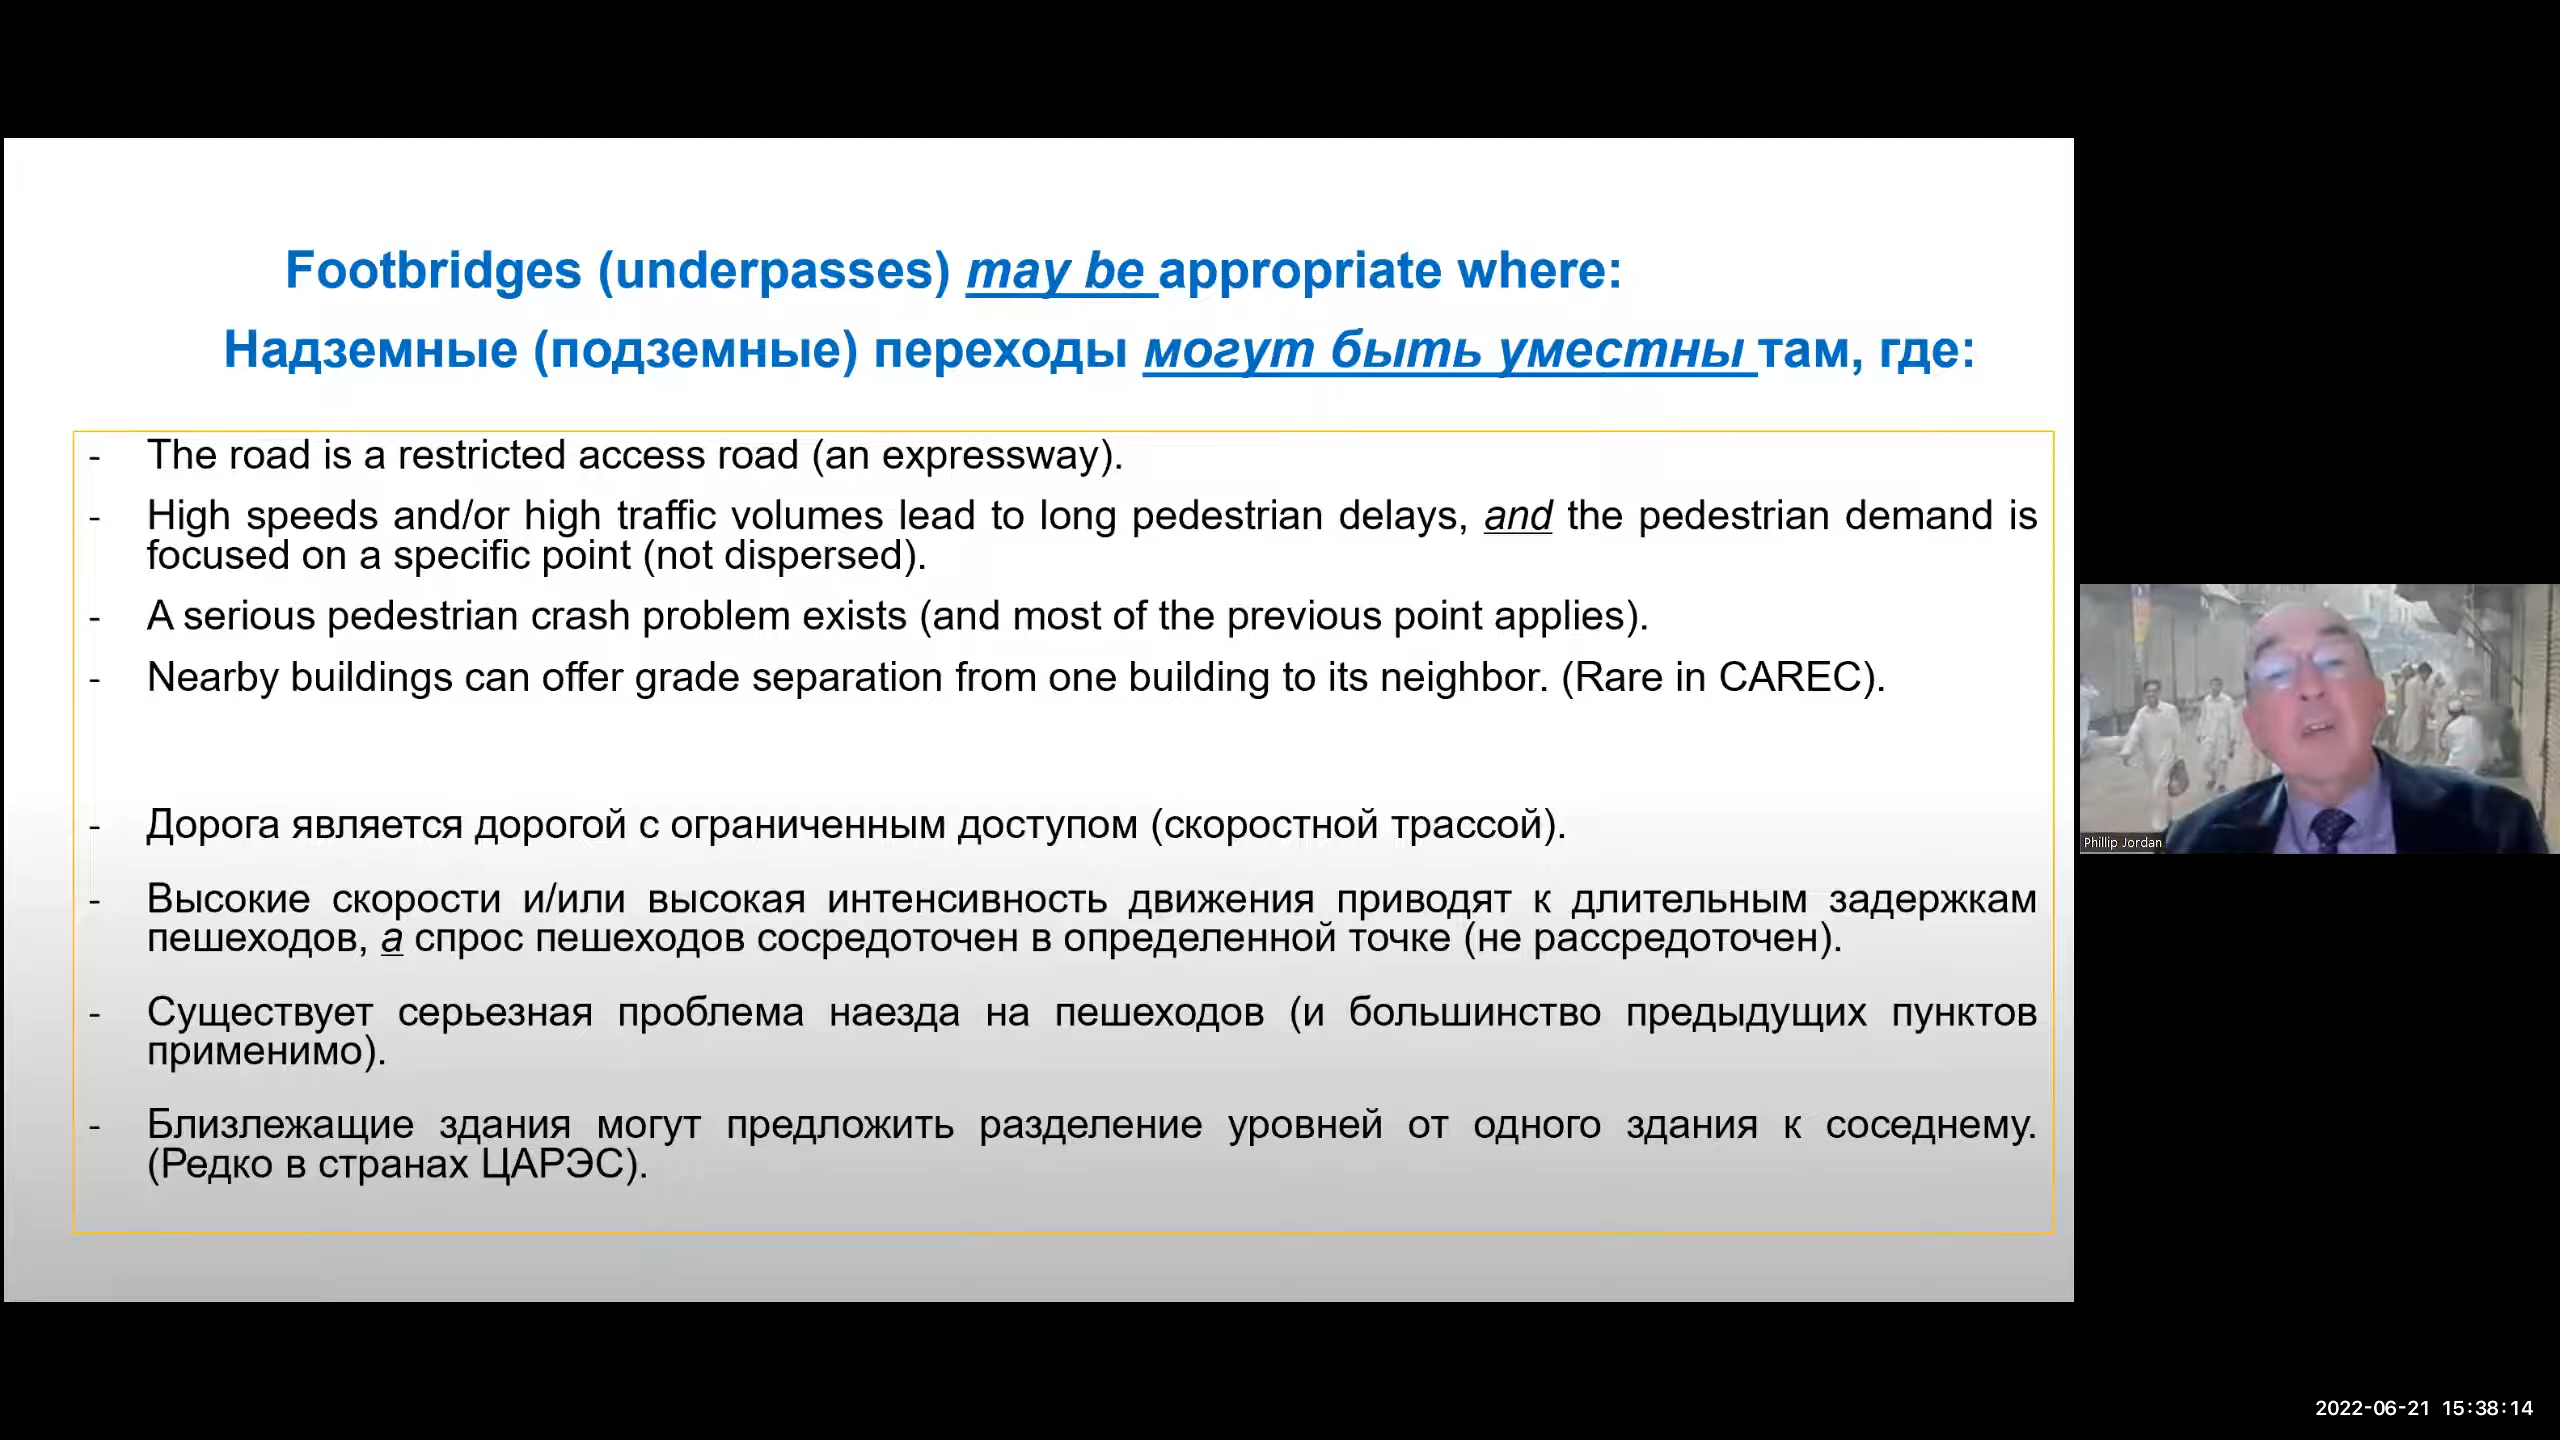 Footbridges (underpasses) may be appropriate where:
Надземные (подземные) переходы могут быть уместны там, где:
- The road is a restricted access road (an expressway).
- High speeds and/or high traffic volumes lead to long pedestrian delays, and the pedestrian demand is
focused on a specific point (not dispersed).
- A serious pedestrian crash problem exists (and most of the previous point applies).
- Nearby buildings can offer grade separation from one building to its neighbor. (Rare in CAREC).
- Дорога является дорогой с ограниченным доступом (скоростной трассой).
- Высокие скорости и/или высокая интенсивность движения приводят к длительным задержкам
пешеходов, а спрос пешеходов сосредоточен в определенной точке (не рассредоточен).
- Существует серьезная проблема наезда на пешеходов (и большинство предыдущих пунктов
применимо).
- Близлежащие здания могут предложить разделение уровней от одного здания к соседнему.
(Редко в странах ЦАРЭС).
Phillip Jordan
2022-06-21 15:38:14